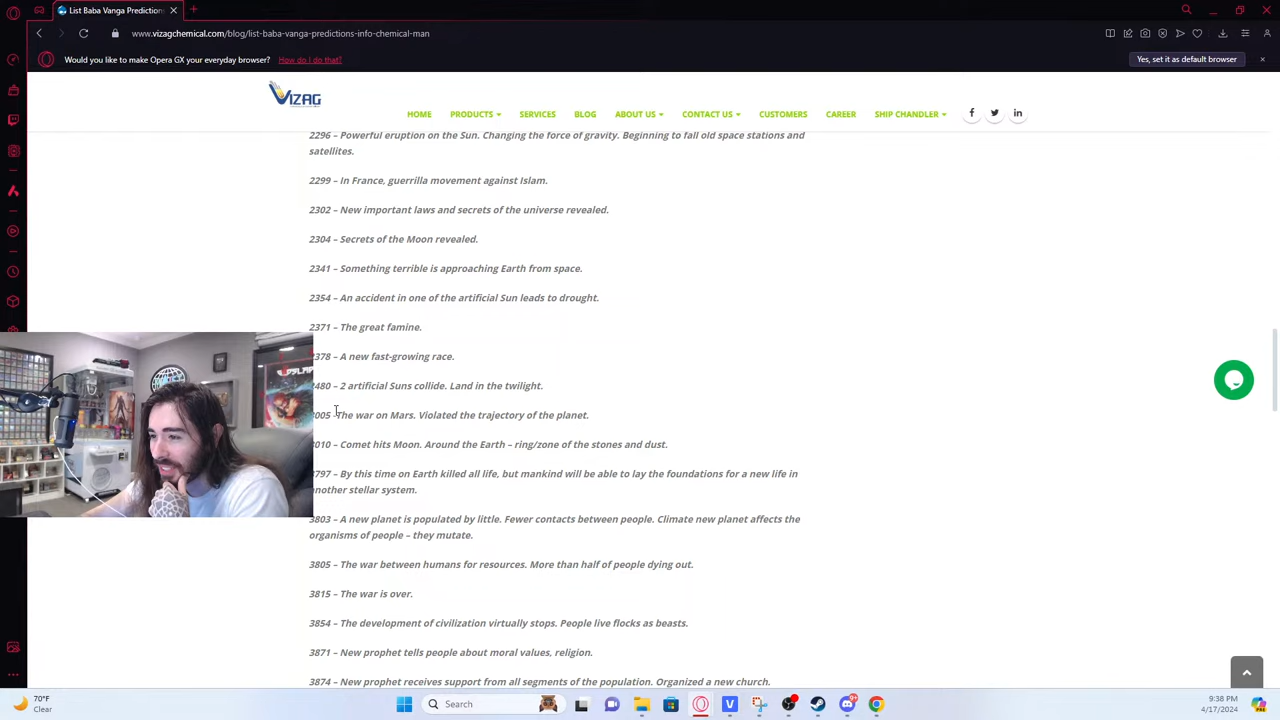 List Baba Vanga Prediction
www.vizagchemical.com/blog/list-baba-vanga-predictions-info-chemical-man
Would you like to make Opera GX your everyday browser? How do I do that? Yes, set it as default browser
VIZAG
HOME PRODUCTS SERVICES BLOG ABOUT US CONTACT US CUSTOMERS CAREER SHIP CHANDLER
2296 – Powerful eruption on the Sun. Changing the force of gravity. Beginning to fall old space stations and
satellites.
2299 – In France, guerrilla movement against Islam.
2302 – New important laws and secrets of the universe revealed.
2304 – Secrets of the Moon revealed.
2341 – Something terrible is approaching Earth from space.
2354 – An accident in one of the artificial Sun leads to drought.
2371 – The great famine.
2378 – A new fast-growing race.
2480 – 2 artificial Suns collide. Land in the twilight.
3005 – The war on Mars. Violated the trajectory of the planet.
3010 – Comet hits Moon. Around the Earth – ring/zone of the stones and dust.
3797 – By this time on Earth killed all life, but mankind will be able to lay the foundations for a new life in
another stellar system.
3803 – A new planet is populated by little. Fewer contacts between people. Climate new planet affects the
organisms of people – they mutate.
3805 – The war between humans for resources. More than half of people dying out.
3815 – The war is over.
3854 – The development of civilization virtually stops. People live flocks as beasts.
3871 – New prophet tells people about moral values, religion.
3874 – New prophet receives support from all segments of the population. Organized a new church.
70°F
Clear
Search
9:38 PM
4/17/2024